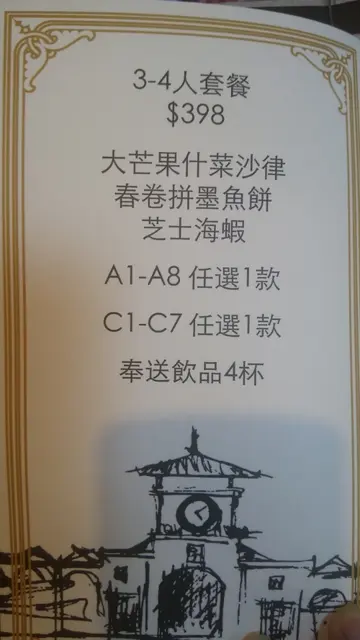 3-4人套餐
$398
大芒果什菜沙律
春卷拼墨魚餅
芝士海蝦
A1-A8 任選1款
C1-C7 任選1款
奉送飲品4杯